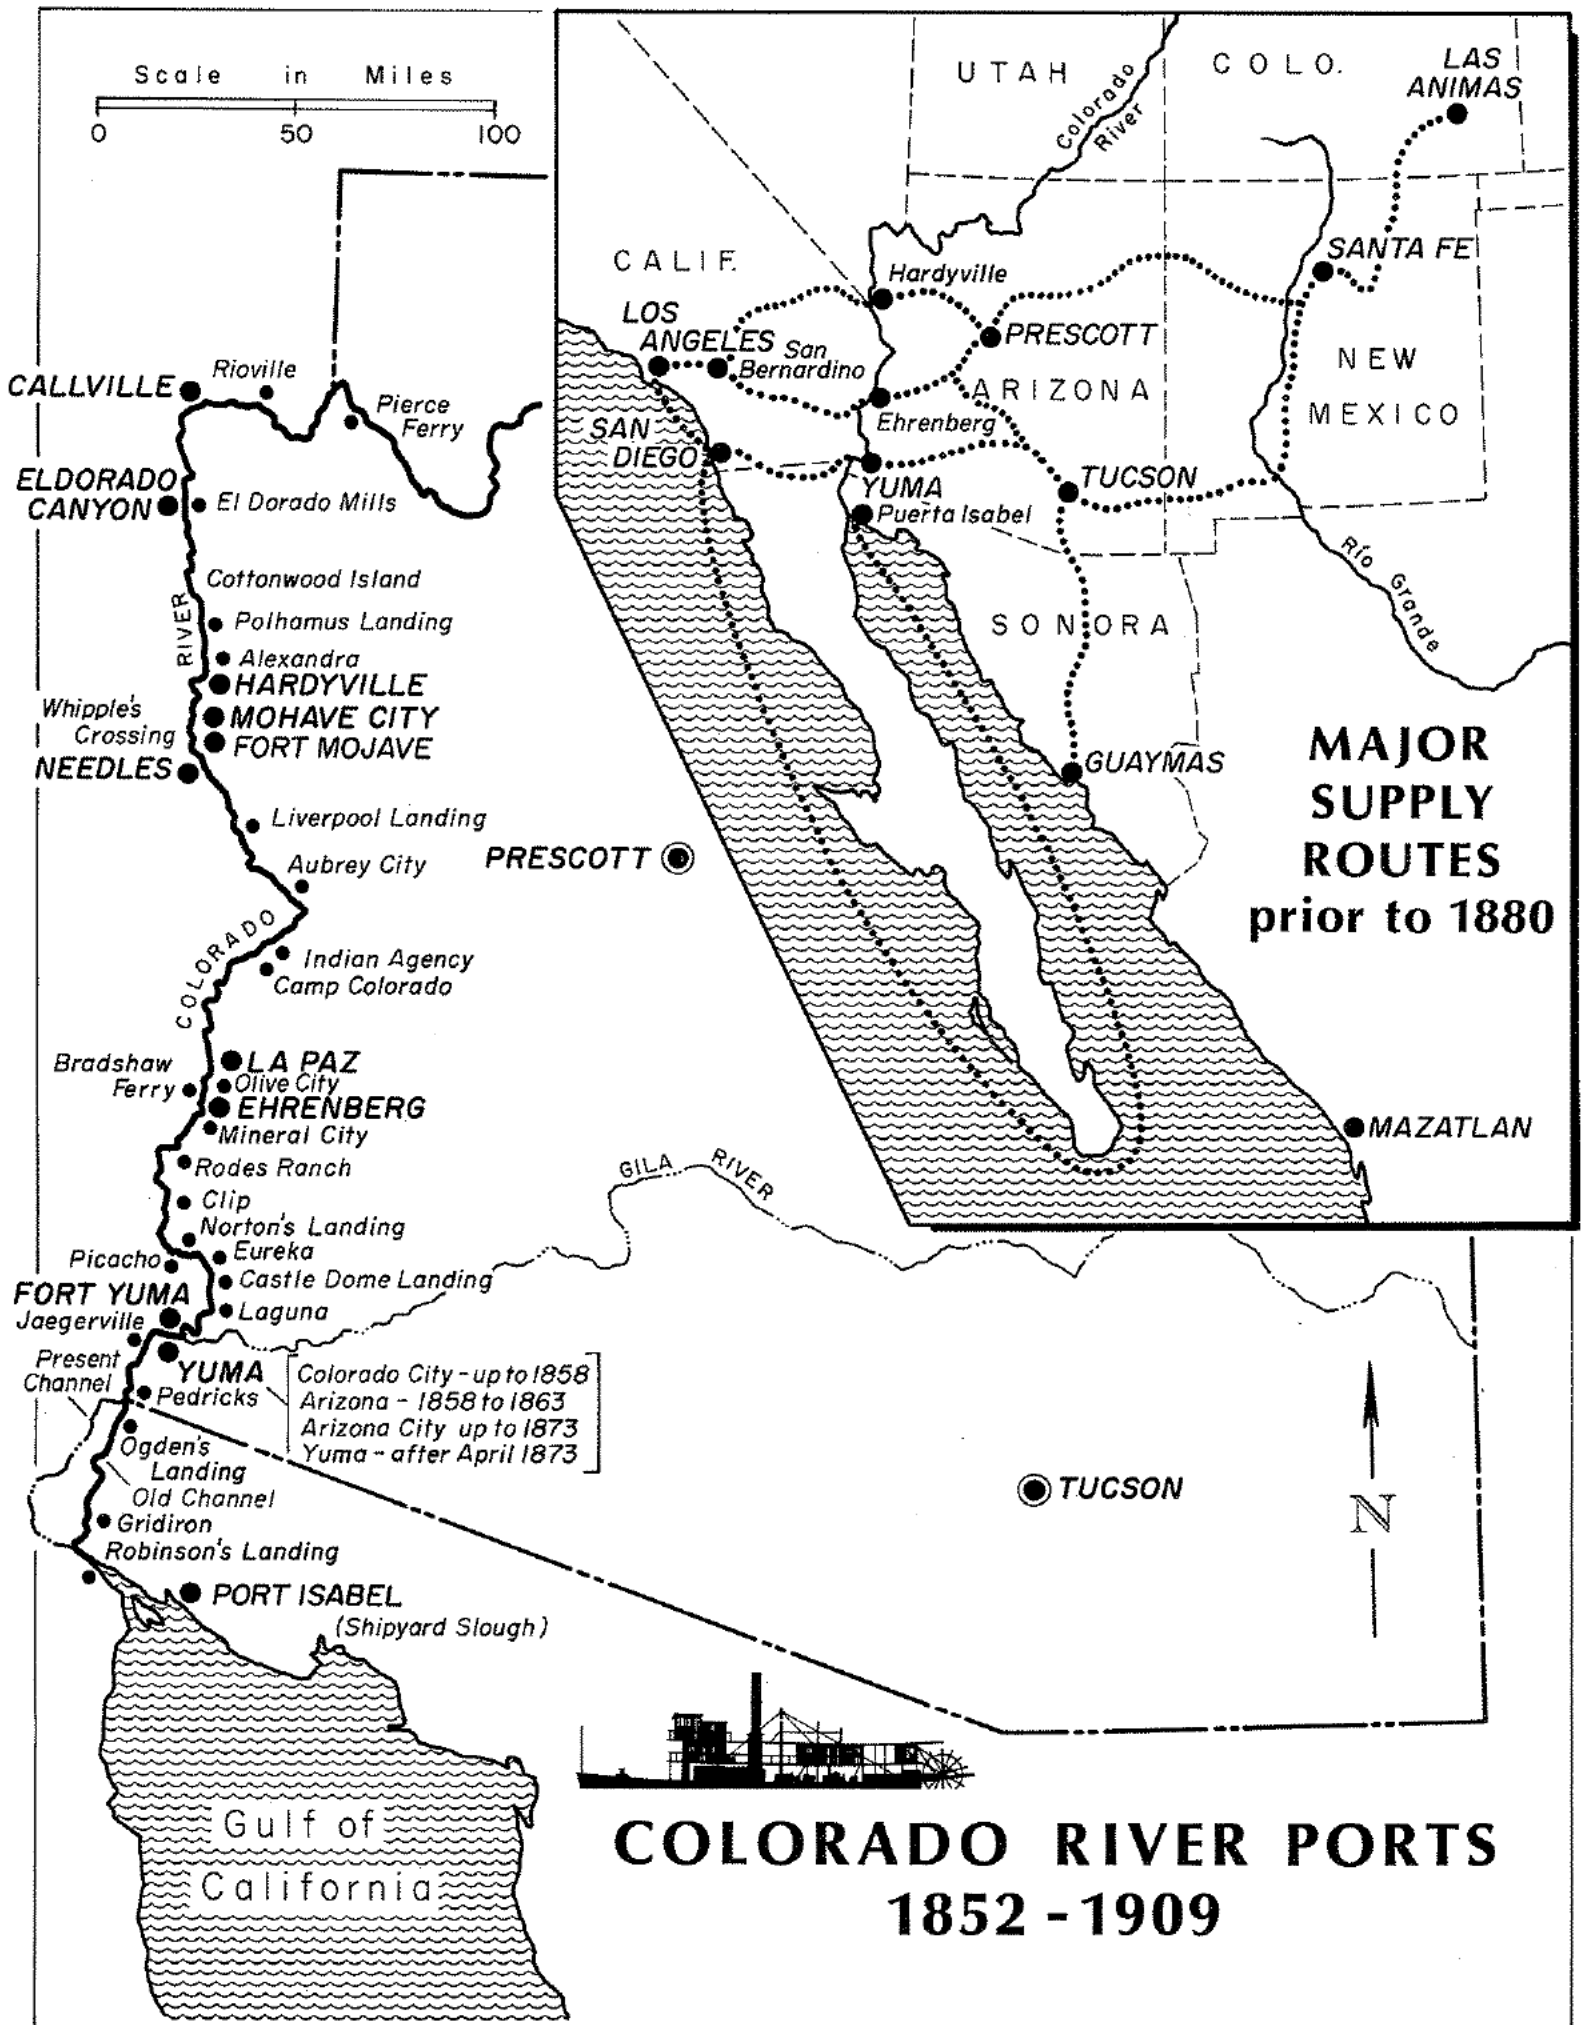 Scale in Miles
0 50 100
CALLVILLE
Rioville
Pierce
Ferry
ELDORADO
CANYON
El Dorado Mills
Cottonwood Island
RIVER
Polhamus Landing
Alexandra
HARDYVILLE
Whipple's
Crossing
MOHAVE CITY
FORT MOJAVE
NEEDLES
Liverpool Landing
Aubrey City
PRESCOTT
COLORADO
Indian Agency
Camp Colorado
LA PAZ
Bradshaw
Ferry
Olive City
EHRENBERG
Mineral City
Rodes Ranch
Clip
Norton's Landing
Picacho
Eureka
Castle Dome Landing
FORT YUMA
Laguna
Jaegerville
GILA RIVER
Present
Channel
YUMA
Pedricks
Colorado City - up to 1858
Arizona - 1858 to 1863
Arizona City up to 1873
Yuma - after April 1873
Ogden's
Landing
Old Channel
Gridiron
Robinson's Landing
PORT ISABEL
(Shipyard Slough)
TUCSON
N
Gulf of
California
COLORADO RIVER PORTS
1852 - 1909
UTAH
COLO.
Colorado
River
LAS
ANIMAS
CALIF.
Hardyville
SANTA FE
LOS
ANGELES
San
Bernardino
PRESCOTT
ARIZONA
NEW
MEXICO
Ehrenberg
SAN
DIEGO
YUMA
Puerta Isabel
TUCSON
Río Grande
SONORA
GUAYMAS
MAZATLAN
MAJOR
SUPPLY
ROUTES
prior to 1880